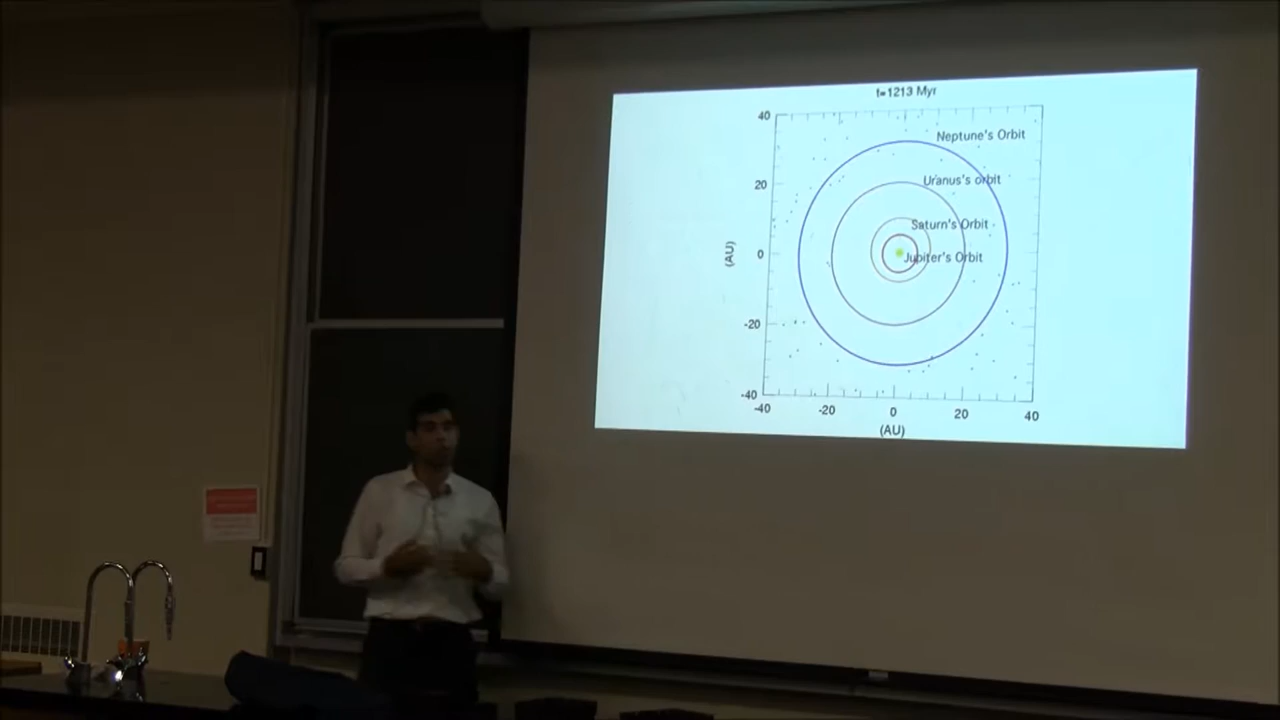 t=1213 Myr
40
Neptune's Orbit
20
Uranus's orbit
Saturn's Orbit
(AU)
0
Jupiter's Orbit
-20
-40
-40
-20
0
20
40
(AU)